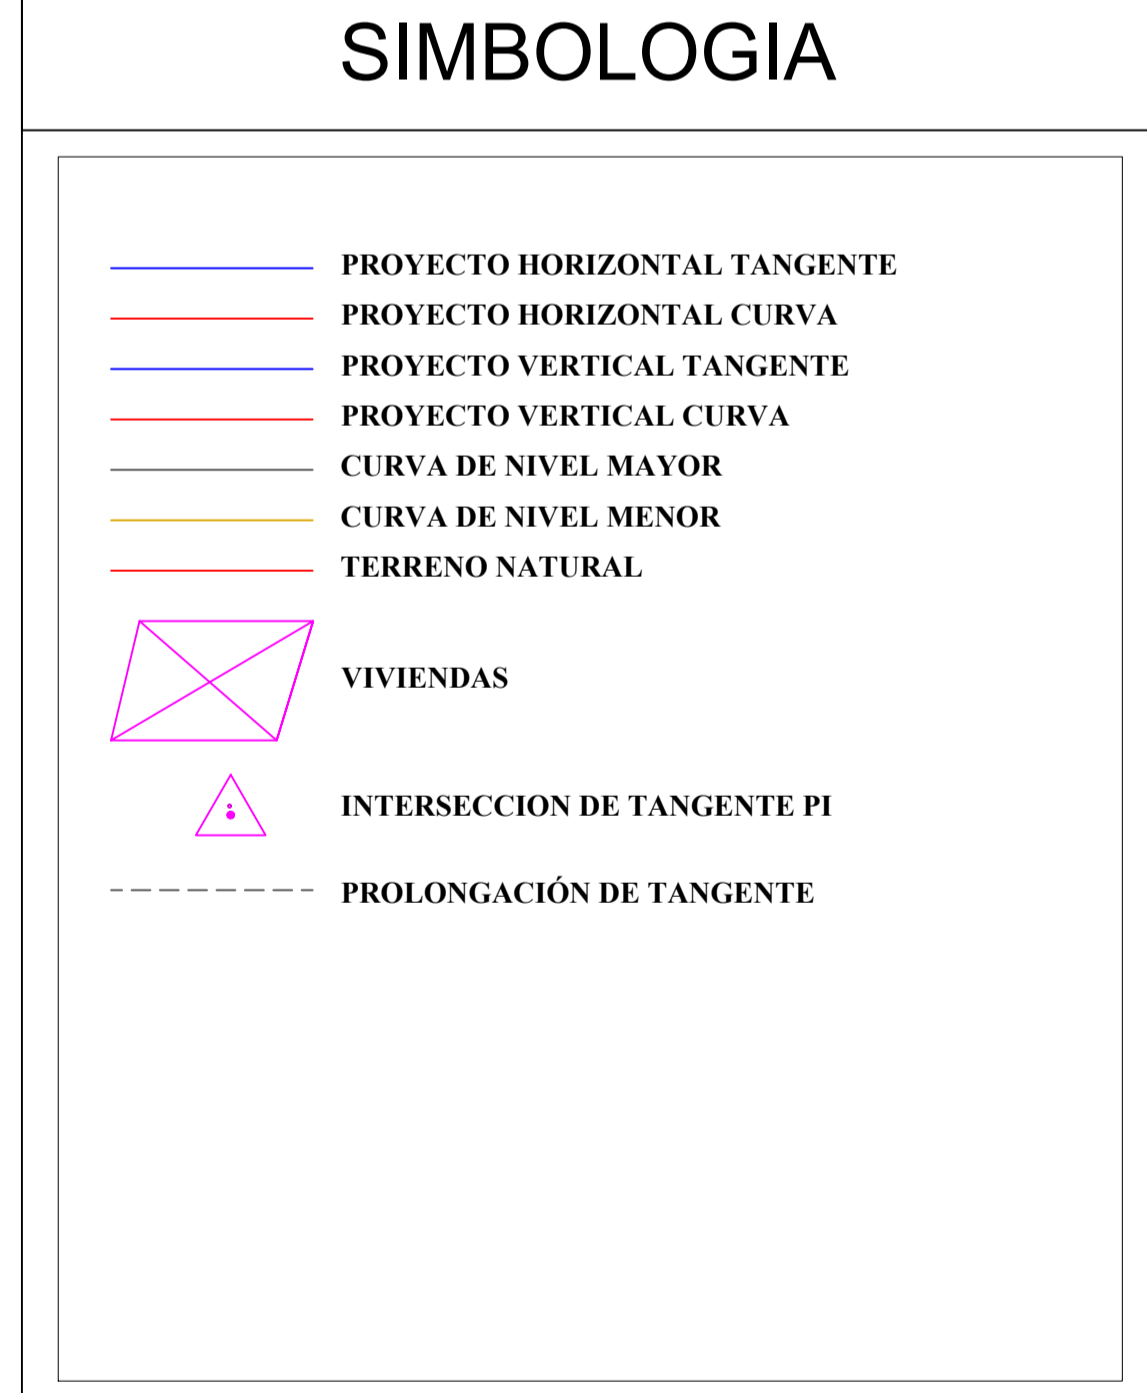 SIMBOLOGIA
PROYECTO HORIZONTAL TANGENTE
PROYECTO HORIZONTAL CURVA
PROYECTO VERTICAL TANGENTE
PROYECTO VERTICAL CURVA
CURVA DE NIVEL MAYOR
CURVA DE NIVEL MENOR
TERRENO NATURAL
VIVIENDAS
INTERSECCION DE TANGENTE PI
PROLONGACIÓN DE TANGENTE